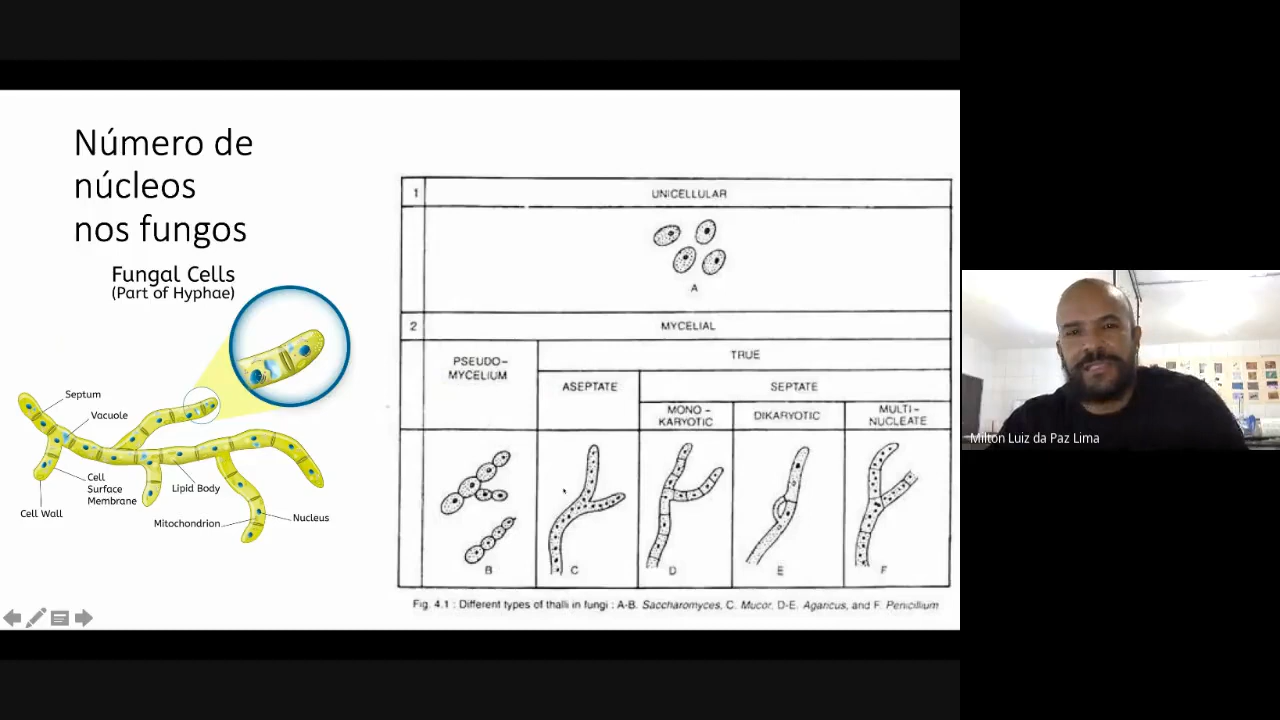 Número de
núcleos
nos fungos
Fungal Cells
(Part of Hyphae)
Septum
Vacuole
Cell
Surface
Membrane
Cell Wall
Lipid Body
Mitochondrion
Nucleus
1
UNICELLULAR
A
2
MYCELIAL
PSEUDO-
MYCELIUM
TRUE
ASEPTATE
SEPTATE
MONO-
KARYOTIC
DIKARYOTIC
MULTI-
NUCLEATE
B
C
D
E
F
Fig. 4.1 : Different types of thalli in fungi : A-B. Saccharomyces, C. Mucor, D-E. Agaricus, and F. Penicillium
Milton Luiz da Paz Lima